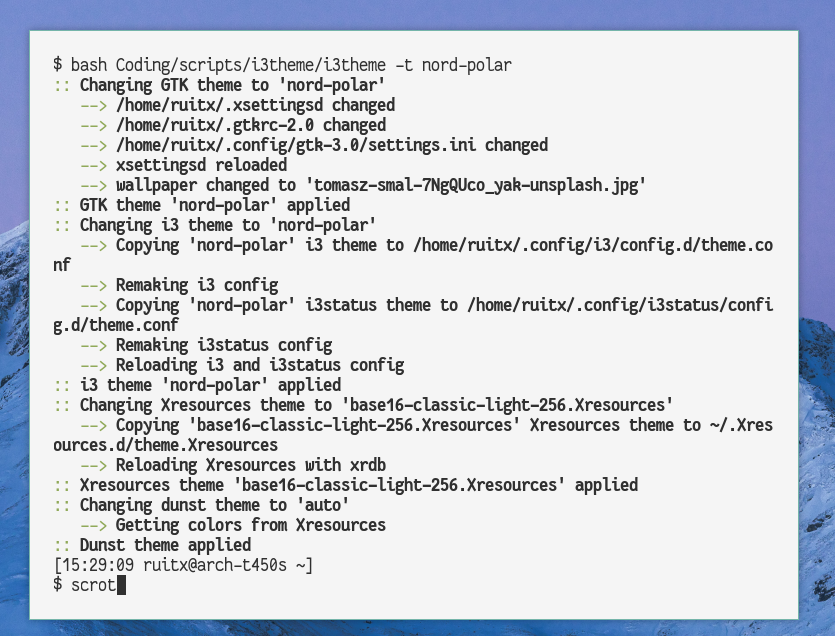 $ bash Coding/scripts/i3theme/i3theme -t nord-polar
:: Changing GTK theme to 'nord-polar'
   --> /home/ruitx/.xsettingsd changed
   --> /home/ruitx/.gtkrc-2.0 changed
   --> /home/ruitx/.config/gtk-3.0/settings.ini changed
   --> xsettingsd reloaded
   --> wallpaper changed to 'tomasz-smal-7NgQUco_yak-unsplash.jpg'
:: GTK theme 'nord-polar' applied
:: Changing i3 theme to 'nord-polar'
   --> Copying 'nord-polar' i3 theme to /home/ruitx/.config/i3/config.d/theme.co
nf
   --> Remaking i3 config
   --> Copying 'nord-polar' i3status theme to /home/ruitx/.config/i3status/confi
g.d/theme.conf
   --> Remaking i3status config
   --> Reloading i3 and i3status config
:: i3 theme 'nord-polar' applied
:: Changing Xresources theme to 'base16-classic-light-256.Xresources'
   --> Copying 'base16-classic-light-256.Xresources' Xresources theme to ~/.Xres
ources.d/theme.Xresources
   --> Reloading Xresources with xrdb
:: Xresources theme 'base16-classic-light-256.Xresources' applied
:: Changing dunst theme to 'auto'
   --> Getting colors from Xresources
:: Dunst theme applied
[15:29:09 ruitx@arch-t450s ~]
$ scrot